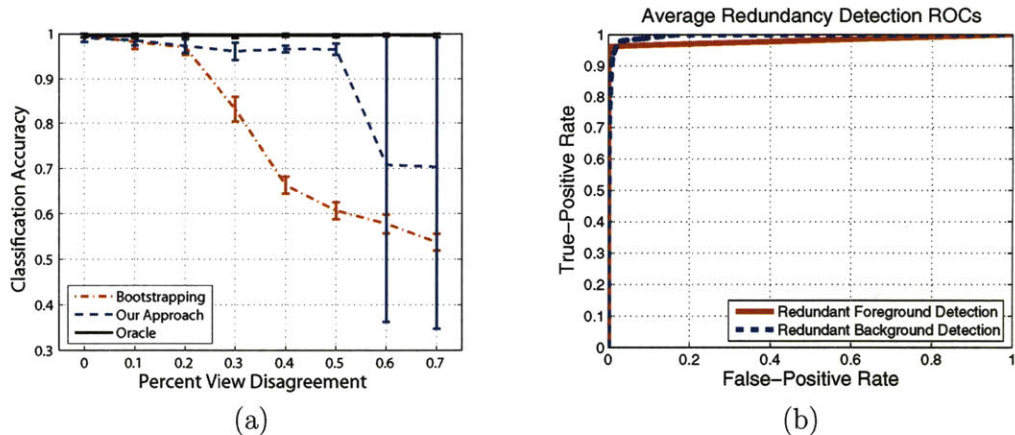 1
0.9
0.8
0.7
0.6
0.5
0.4
0.3
Classification Accuracy
Bootstrapping
Our Approach
Oracle
0 0.1 0.2 0.3 0.4 0.5 0.6 0.7
Percent View Disagreement
(a)
Average Redundancy Detection ROCs
1
0.9
0.8
0.7
0.6
0.5
0.4
0.3
0.2
0.1
0
True-Positive Rate
Redundant Foreground Detection
Redundant Background Detection
0.2 0.4 0.6 0.8 1
False-Positive Rate
(b)